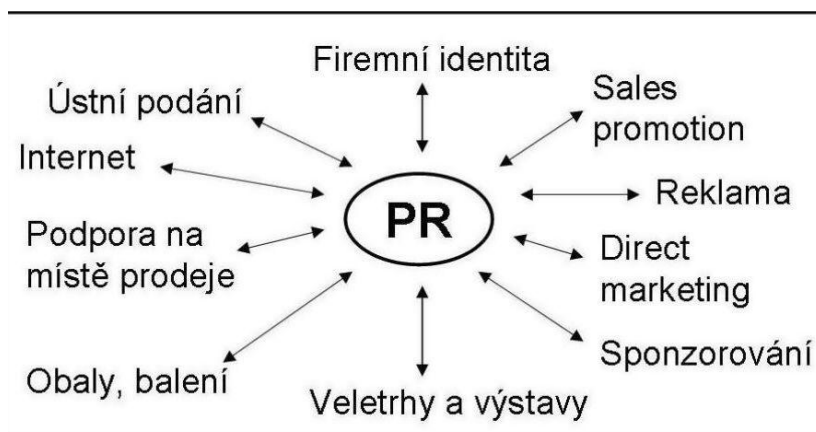 Firemní identita
Ústní podání
Sales
promotion
Internet
Reklama
PR
Podpora na
místě prodeje
Direct
marketing
Sponzorování
Obaly, balení
Veletrhy a výstavy